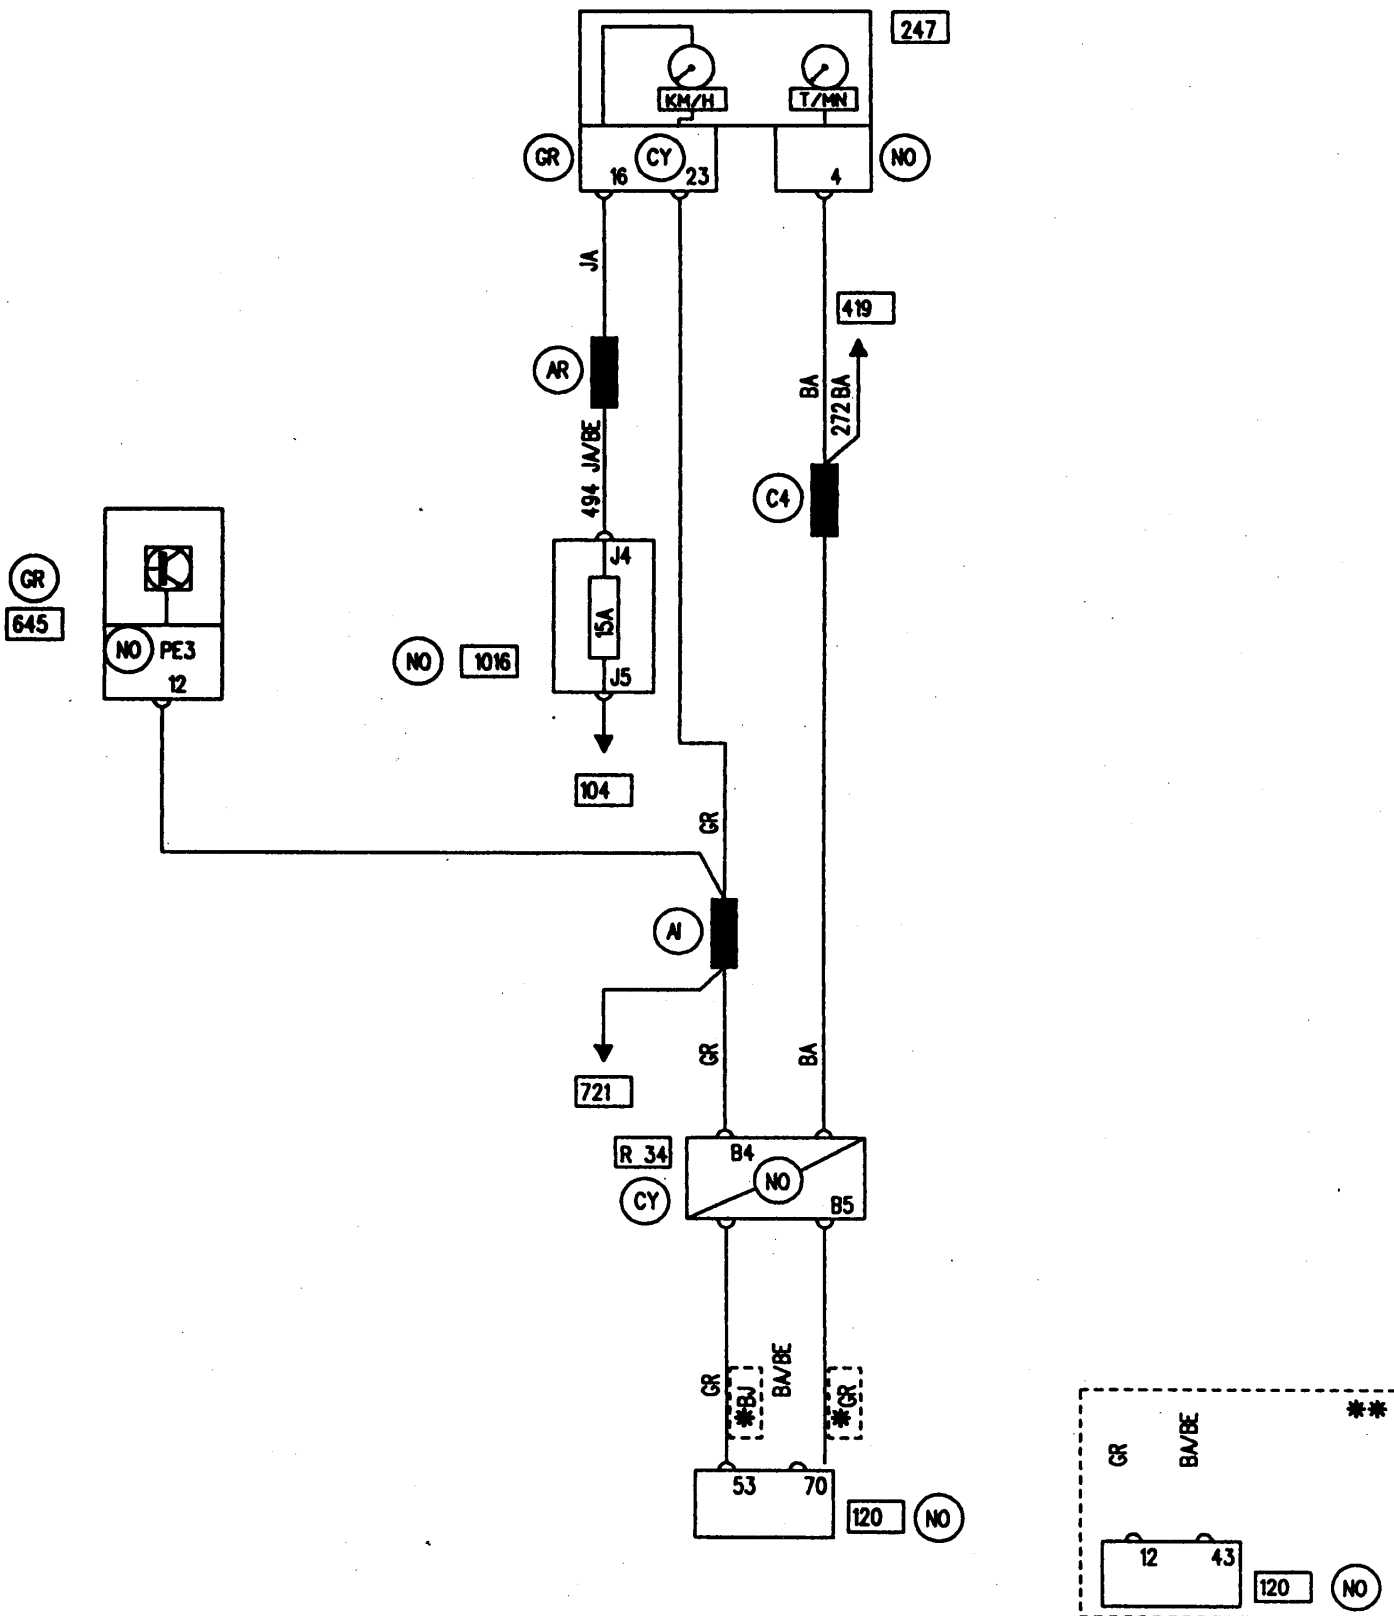 247
KM/H T/MN
GR CY NO
16 23 4
JA
419
AR
BA
272 BA
494 JA/BE
C4
J4
GR
645
15A
NO PE3
12
NO 1016
J5
104
GR
AI
GR BA
721
R 34
B4
NO
CY
B5
GR
*BJ
BA/BE
*GR
53 70
120 NO
**
GR BA/BE
12 43
120 NO